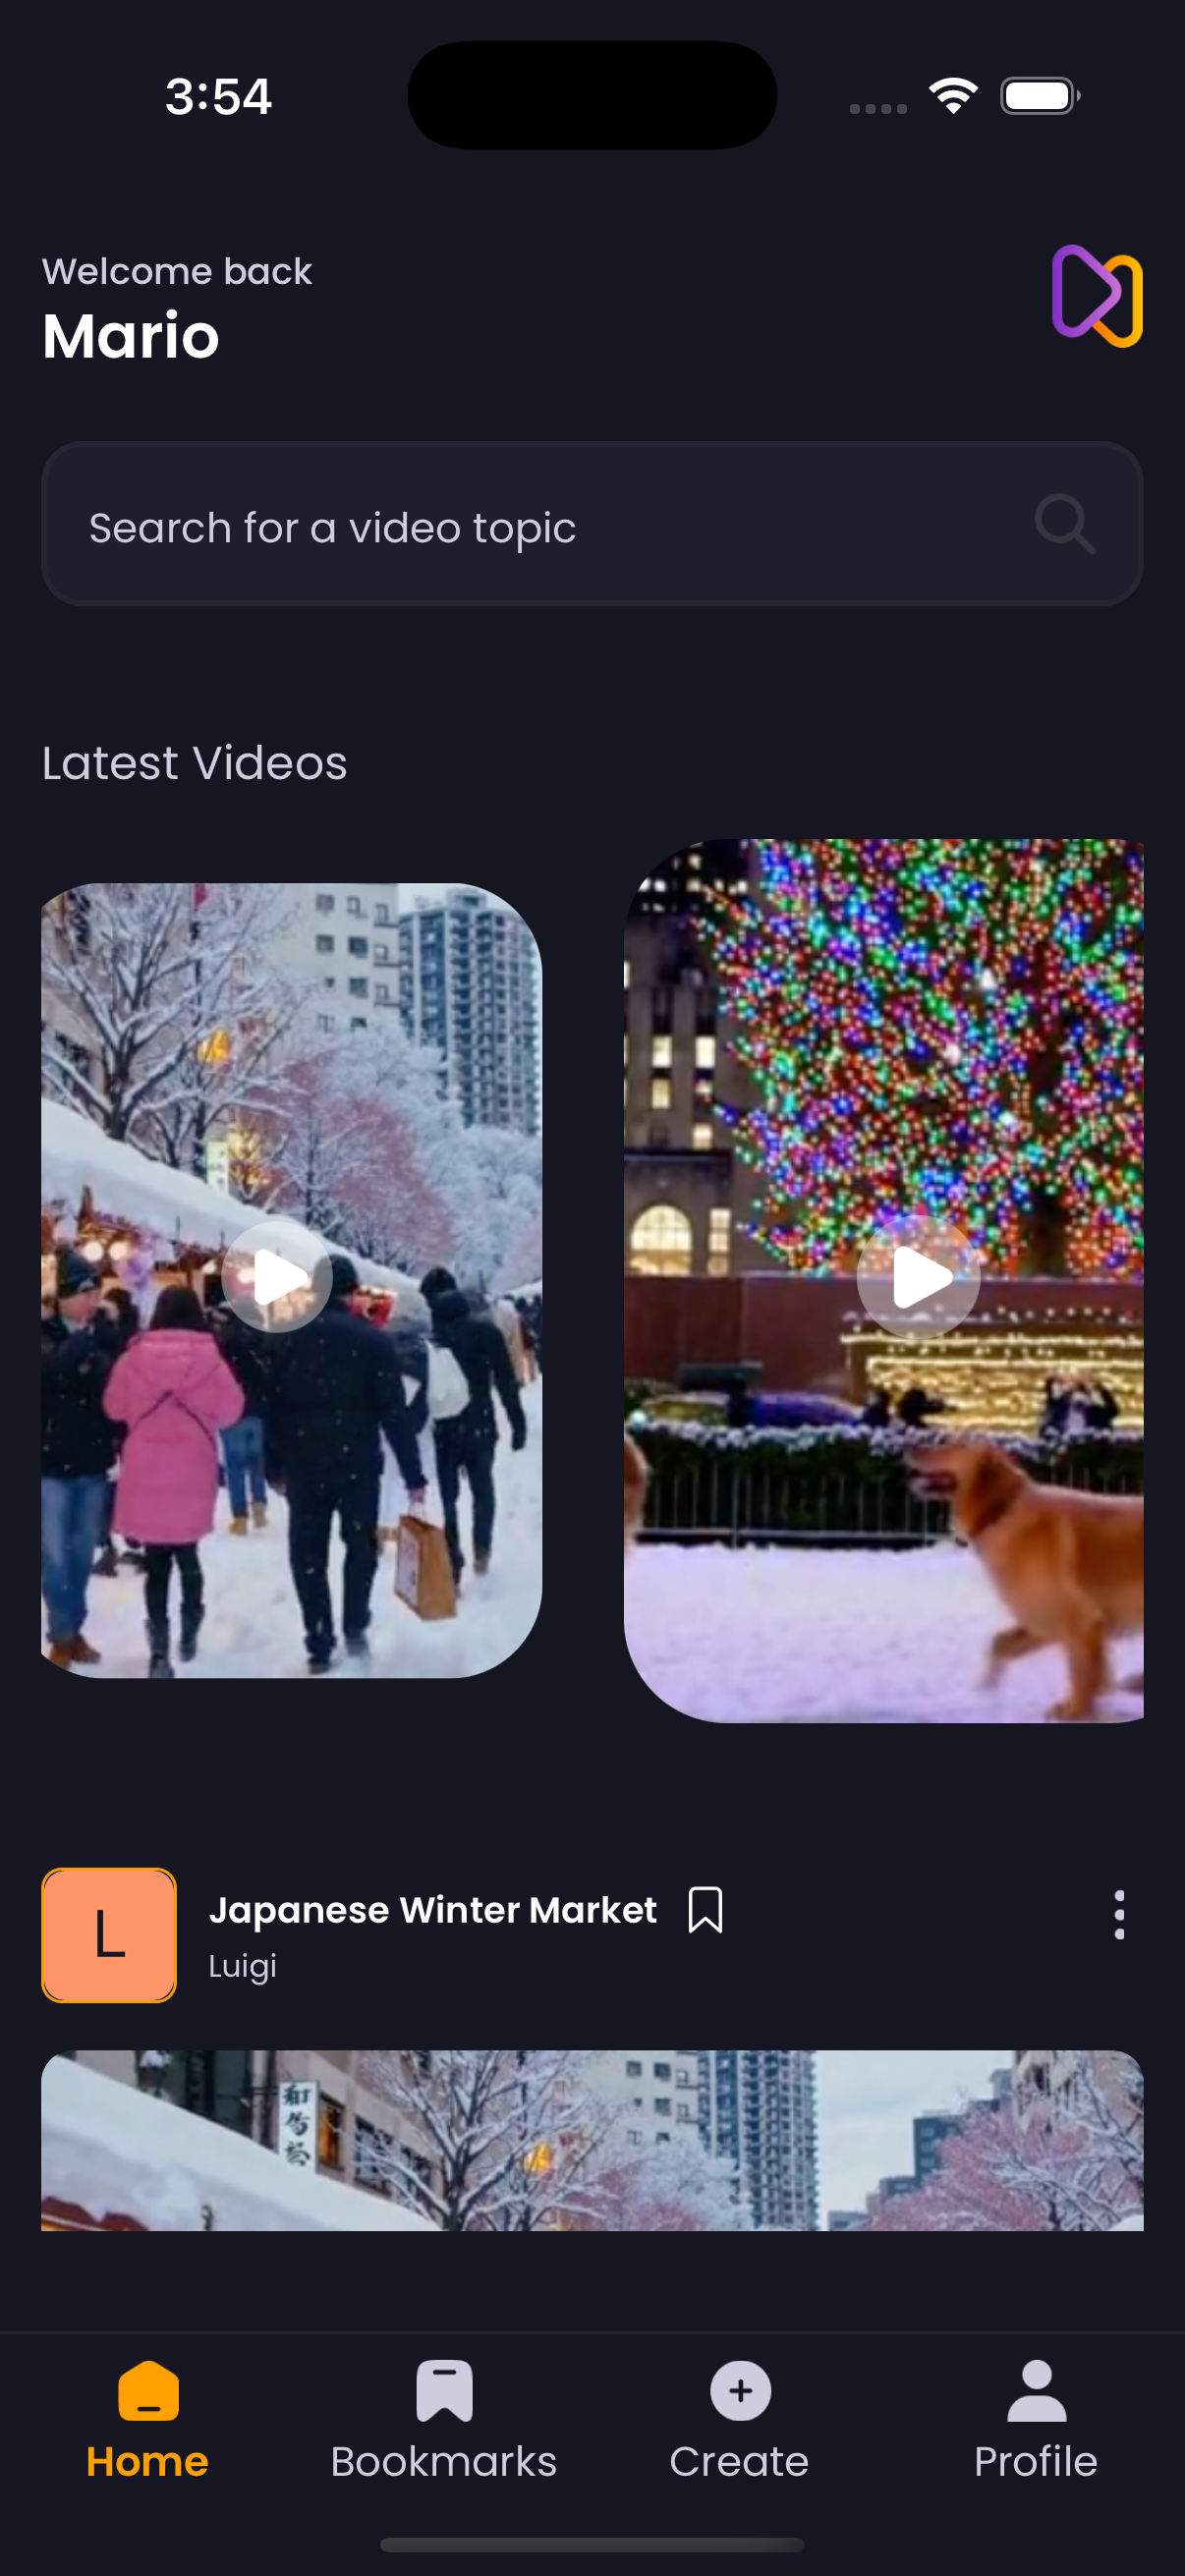 3:54
Welcome back
Mario
Search for a video topic
Latest Videos
L
Japanese Winter Market
Luigi
Home
Bookmarks
Create
Profile